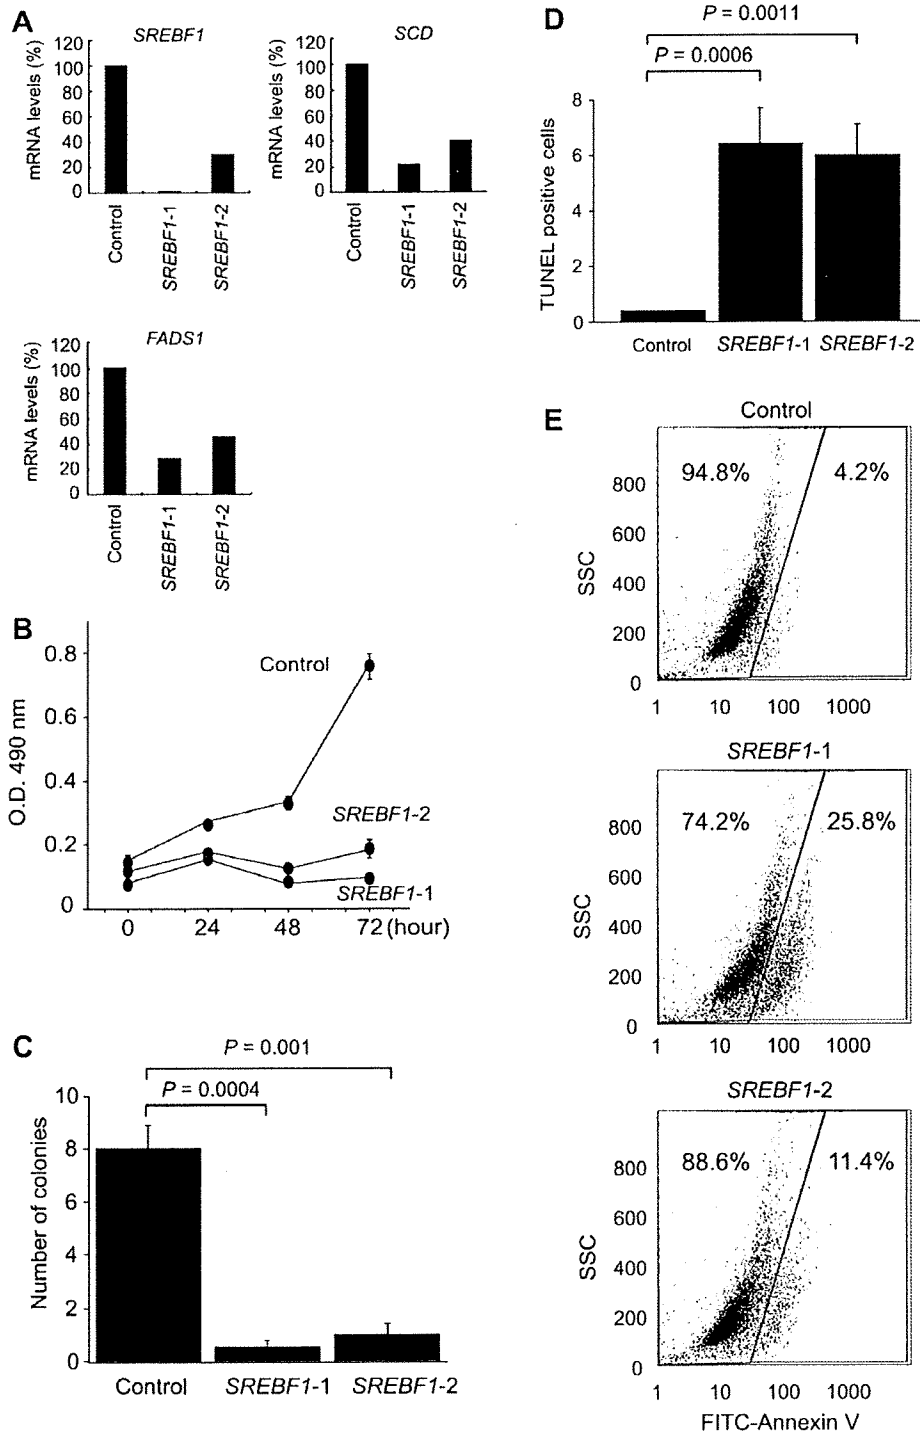 A
SREBF1
mRNA levels (%)
120
100
80
60
40
20
0
Control
SREBF1-1
SREBF1-2
SCD
mRNA levels (%)
120
100
80
60
40
20
0
Control
SREBF1-1
SREBF1-2
FADS1
mRNA levels (%)
120
100
80
60
40
20
0
Control
SREBF1-1
SREBF1-2
B
O.D. 490 nm
0.8
0.6
0.4
0.2
0
Control
SREBF1-2
SREBF1-1
0 24 48 72 (hour)
C
P = 0.001
P = 0.0004
Number of colonies
10
8
6
4
2
0
Control SREBF1-1 SREBF1-2
D
P = 0.0011
P = 0.0006
TUNEL positive cells
8
6
4
2
0
Control SREBF1-1 SREBF1-2
E
Control
94.8% 4.2%
SSC
800
600
400
200
0
1 10 100 1000
SREBF1-1
74.2% 25.8%
SSC
800
600
400
200
0
1 10 100 1000
SREBF1-2
88.6% 11.4%
SSC
800
600
400
200
0
1 10 100 1000
FITC-Annexin V